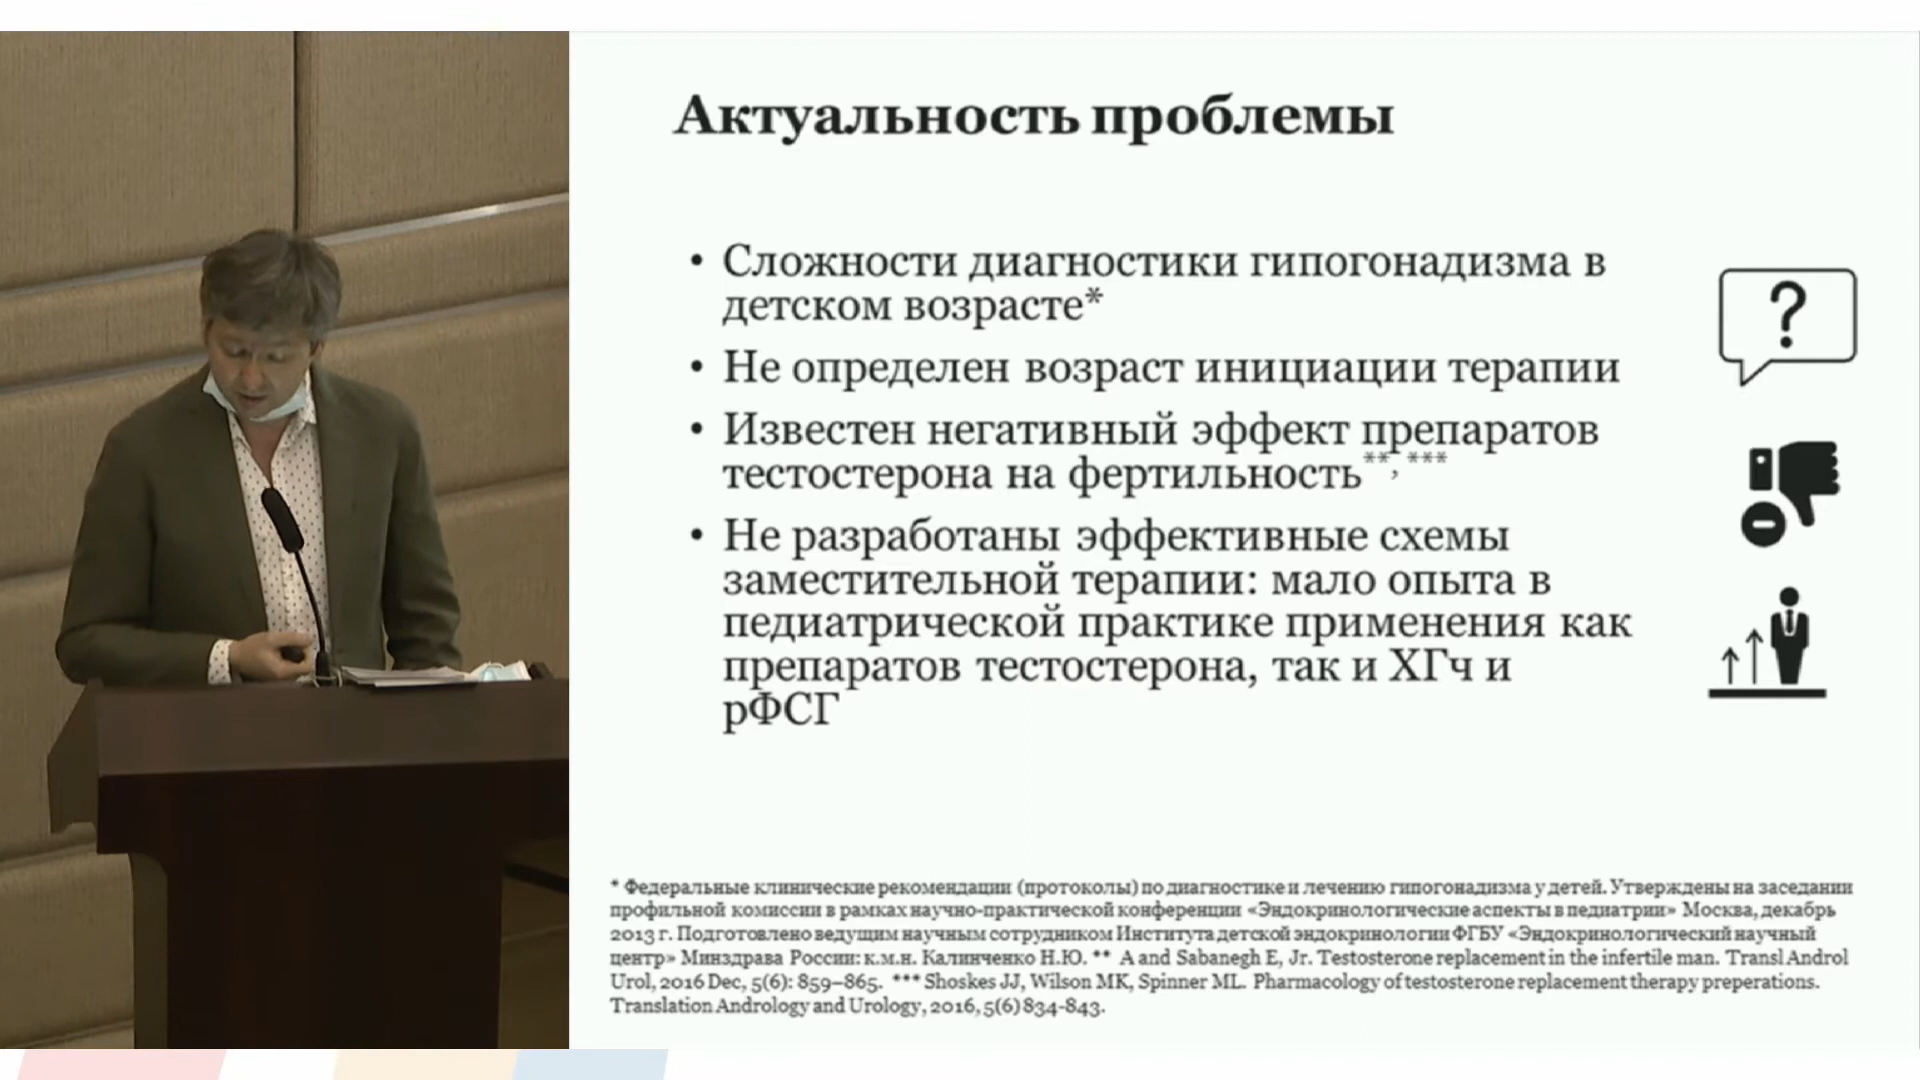 Актуальность проблемы
• Сложности диагностики гипогонадизма в
детском возрасте*
• Не определен возраст инициации терапии
• Известен негативный эффект препаратов
тестостерона на фертильность**, ***
• Не разработаны эффективные схемы
заместительной терапии: мало опыта в
педиатрической практике применения как
препаратов тестостерона, так и ХГч и
рФСГ
?
* Федеральные клинические рекомендации (протоколы) по диагностике и лечению гипогонадизма у детей. Утверждены на заседании
профильной комиссии в рамках научно-практической конференции «Эндокринологические аспекты в педиатрии» Москва, декабрь
2013 г. Подготовлено ведущим научным сотрудником Института детской эндокринологии ФГБУ «Эндокринологический научный
центр» Минздрава России: к.м.н. Калинченко Н.Ю. ** A and Sabanegh E, Jr. Testosterone replacement in the infertile man. Transl Androl
Urol, 2016 Dec, 5(6): 859–865. *** Shoskes JJ, Wilson MK, Spinner ML. Pharmacology of testosterone replacement therapy preperations.
Translation Andrology and Urology, 2016, 5(6) 834-843.